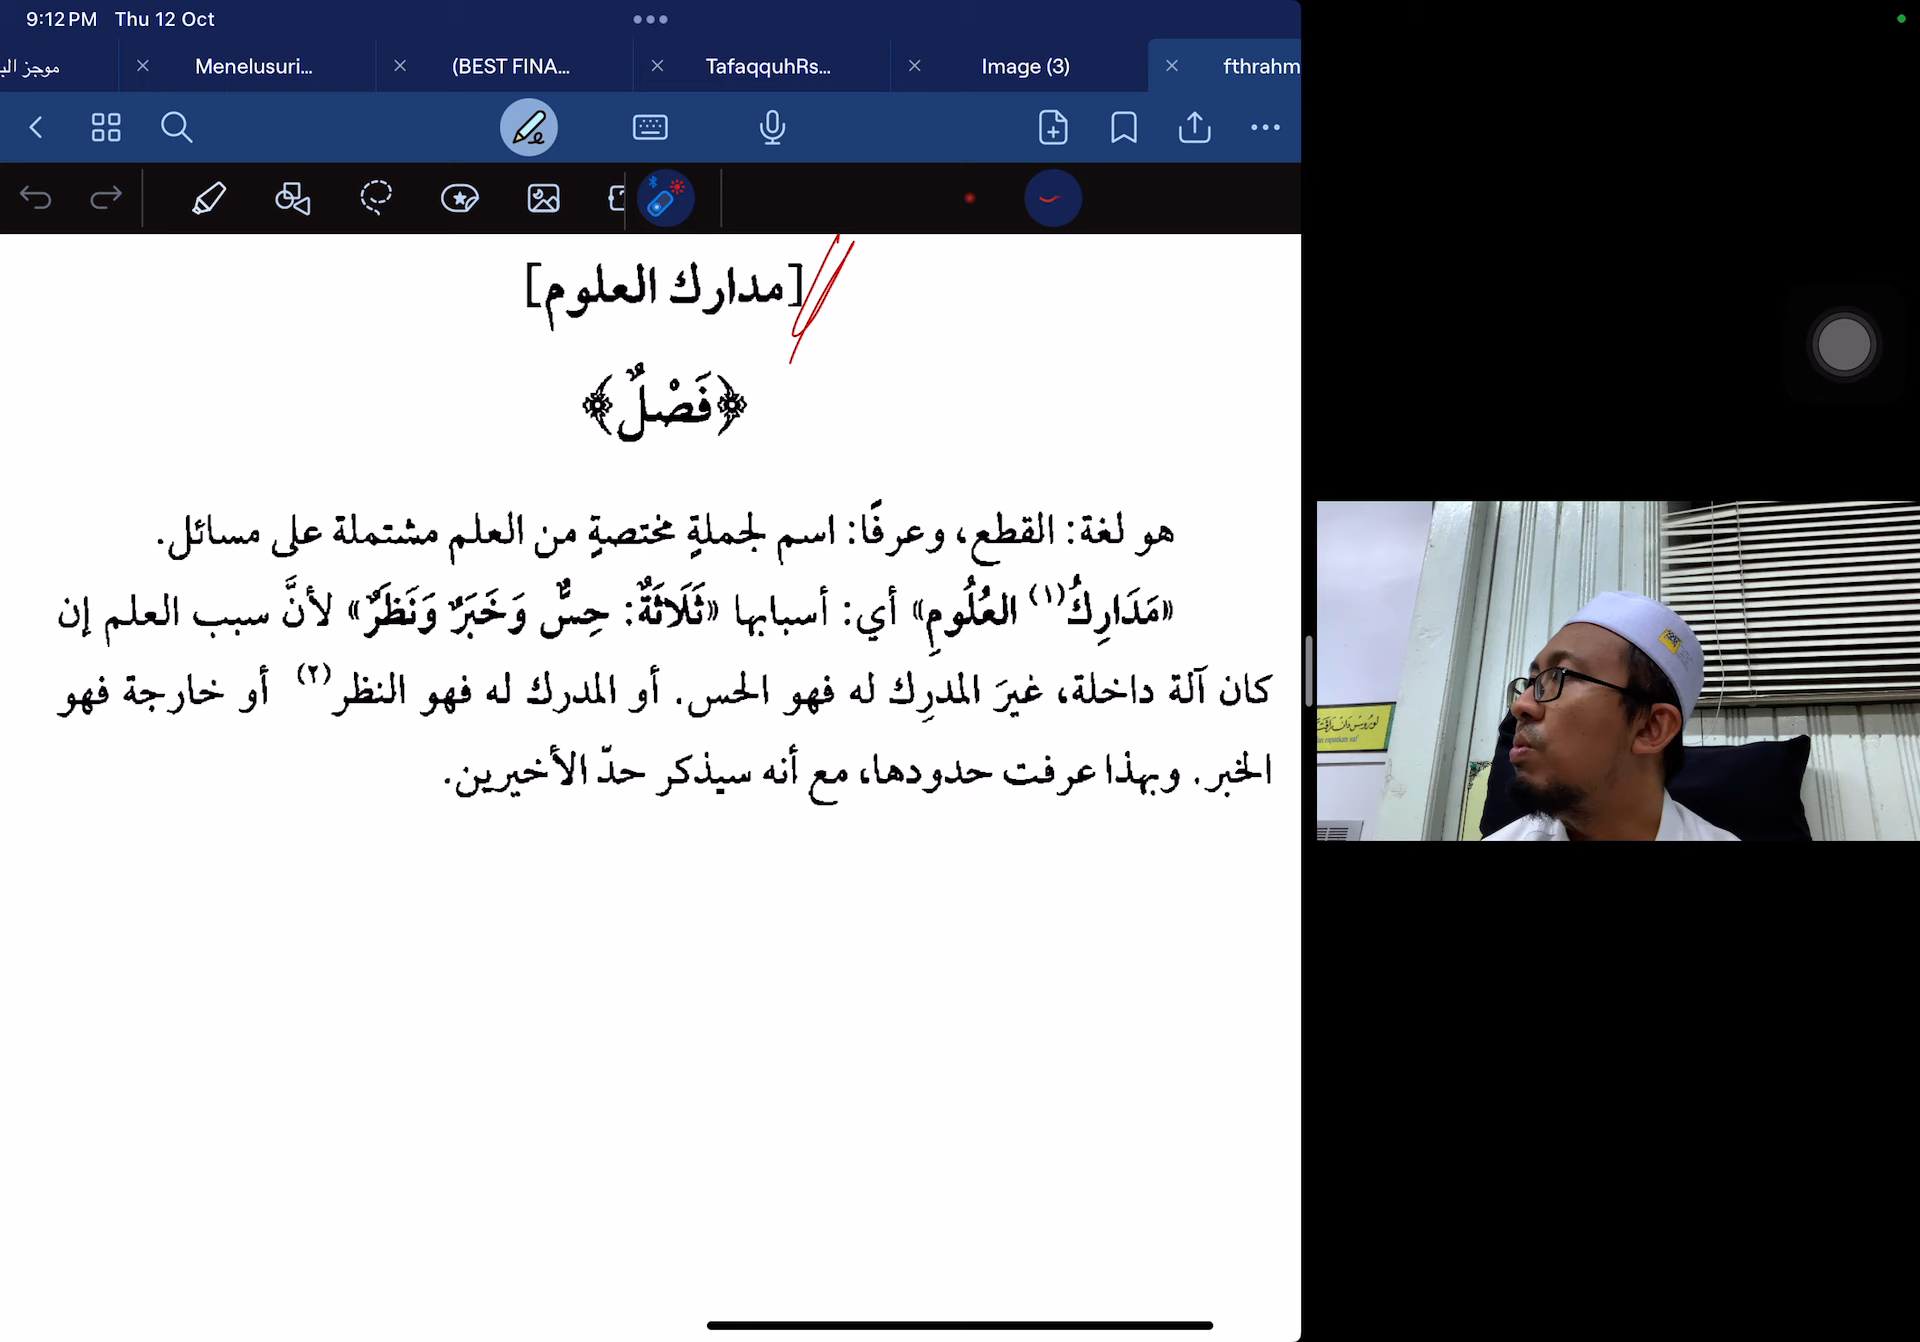 9:12 PM Thu 12 Oct
موجز
Menelusuri...
(BEST FINA...
TafaqquhRs...
Image (3)
fthrahm
[مدارك العلوم]
﴿فَصْلٌ﴾
هو لغة: القطع، وعرفًا: اسم لجملةٍ مختصةٍ من العلم مشتملة على مسائل.
«مَدَارِكُ(١) العُلُومِ» أي: أسبابها «ثَلَاثَةٌ: حِسٌّ وَخَبَرٌ وَنَظَرٌ» لأنَّ سبب العلم إن
كان آلة داخلة، غيرَ المدرِك له فهو الحس. أو المدرك له فهو النظر(٢) أو خارجة فهو
الخبر. وبهذا عرفت حدودها، مع أنه سيذكر حدّ الأخيرين.